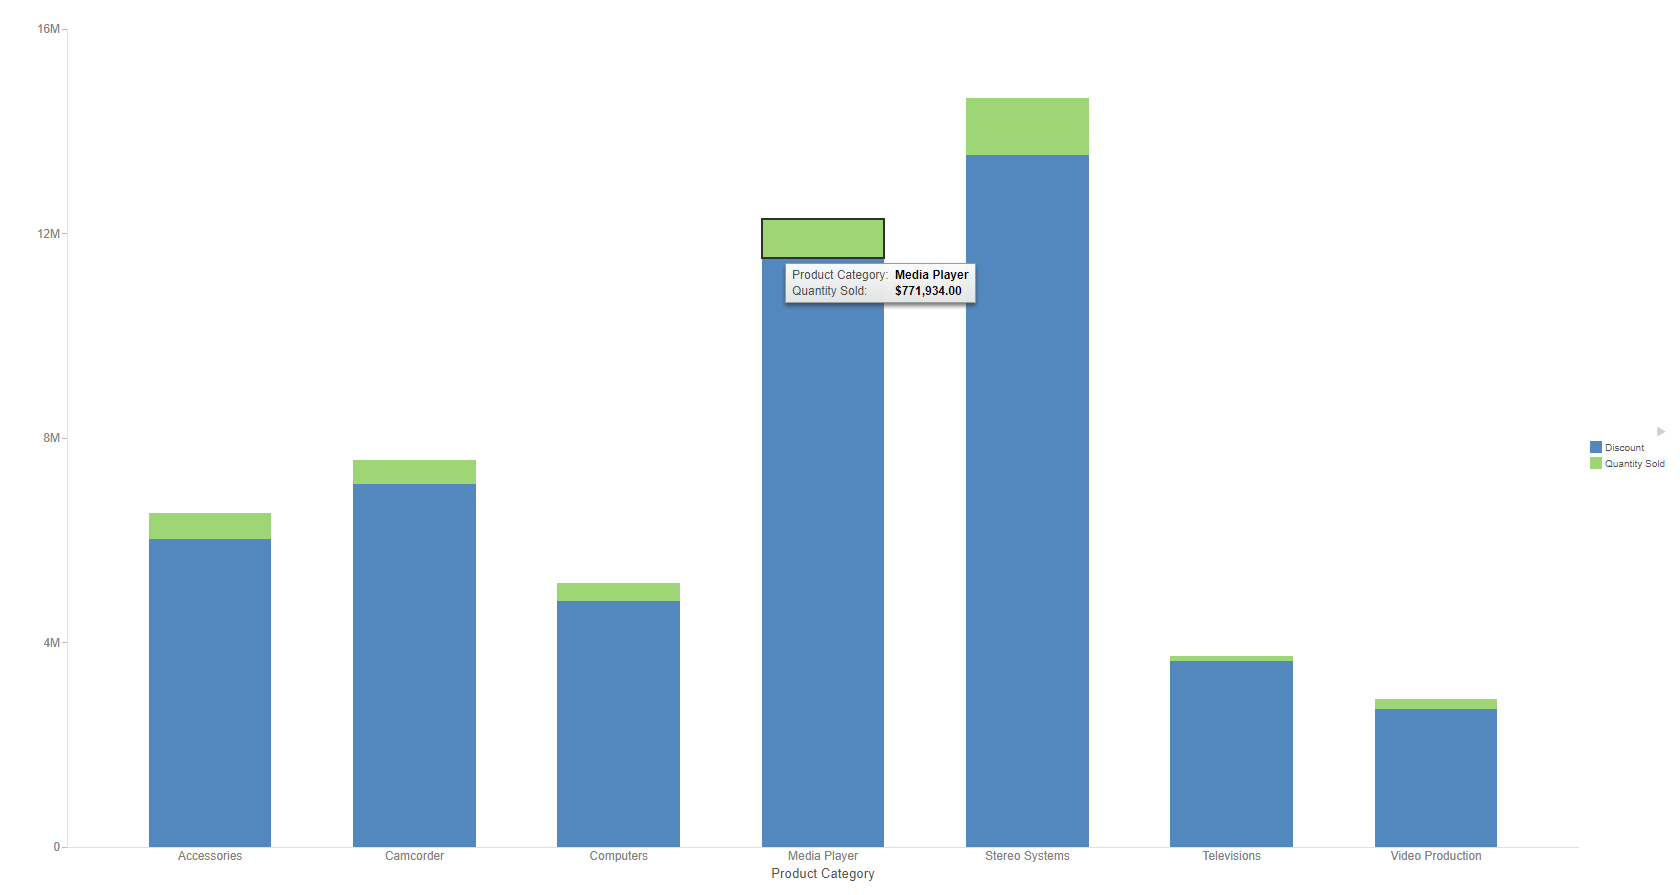 16M
12M
8M
4M
0
Product Category: Media Player
Quantity Sold: $771,934.00
Discount
Quantity Sold
Accessories Camcorder Computers Media Player Stereo Systems Televisions Video Production
Product Category